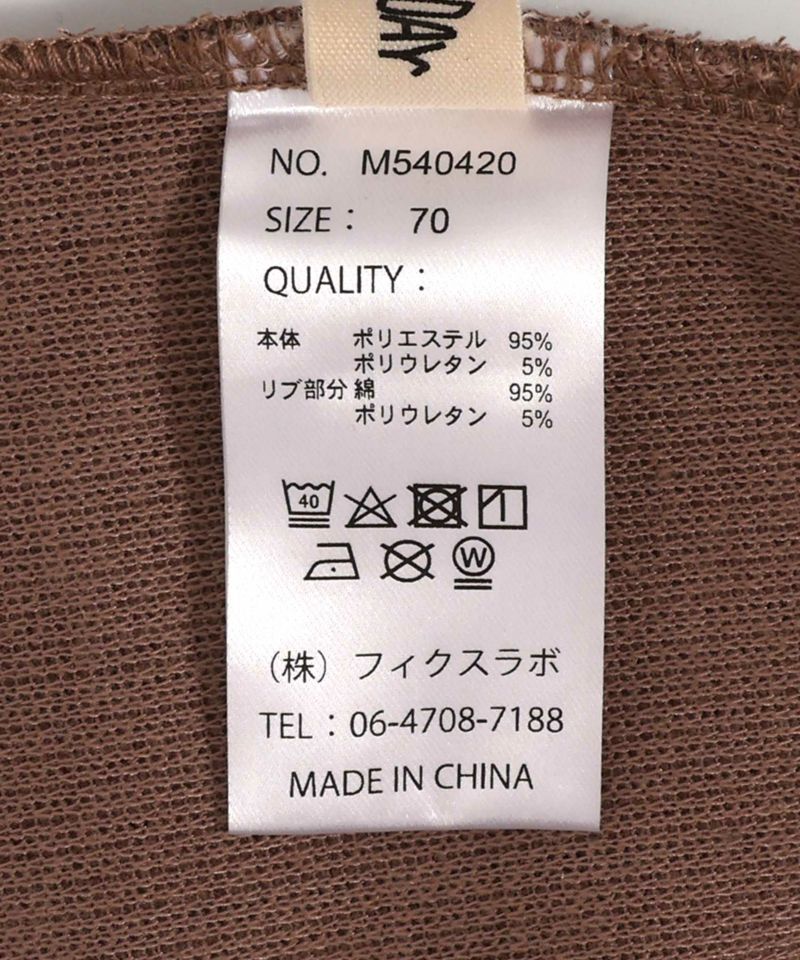 DAY
NO. M540420
SIZE : 70
QUALITY :
本体 ポリエステル 95%
ポリウレタン 5%
リブ部分 綿 95%
ポリウレタン 5%
40
W
(株) フィクスラボ
TEL : 06-4708-7188
MADE IN CHINA